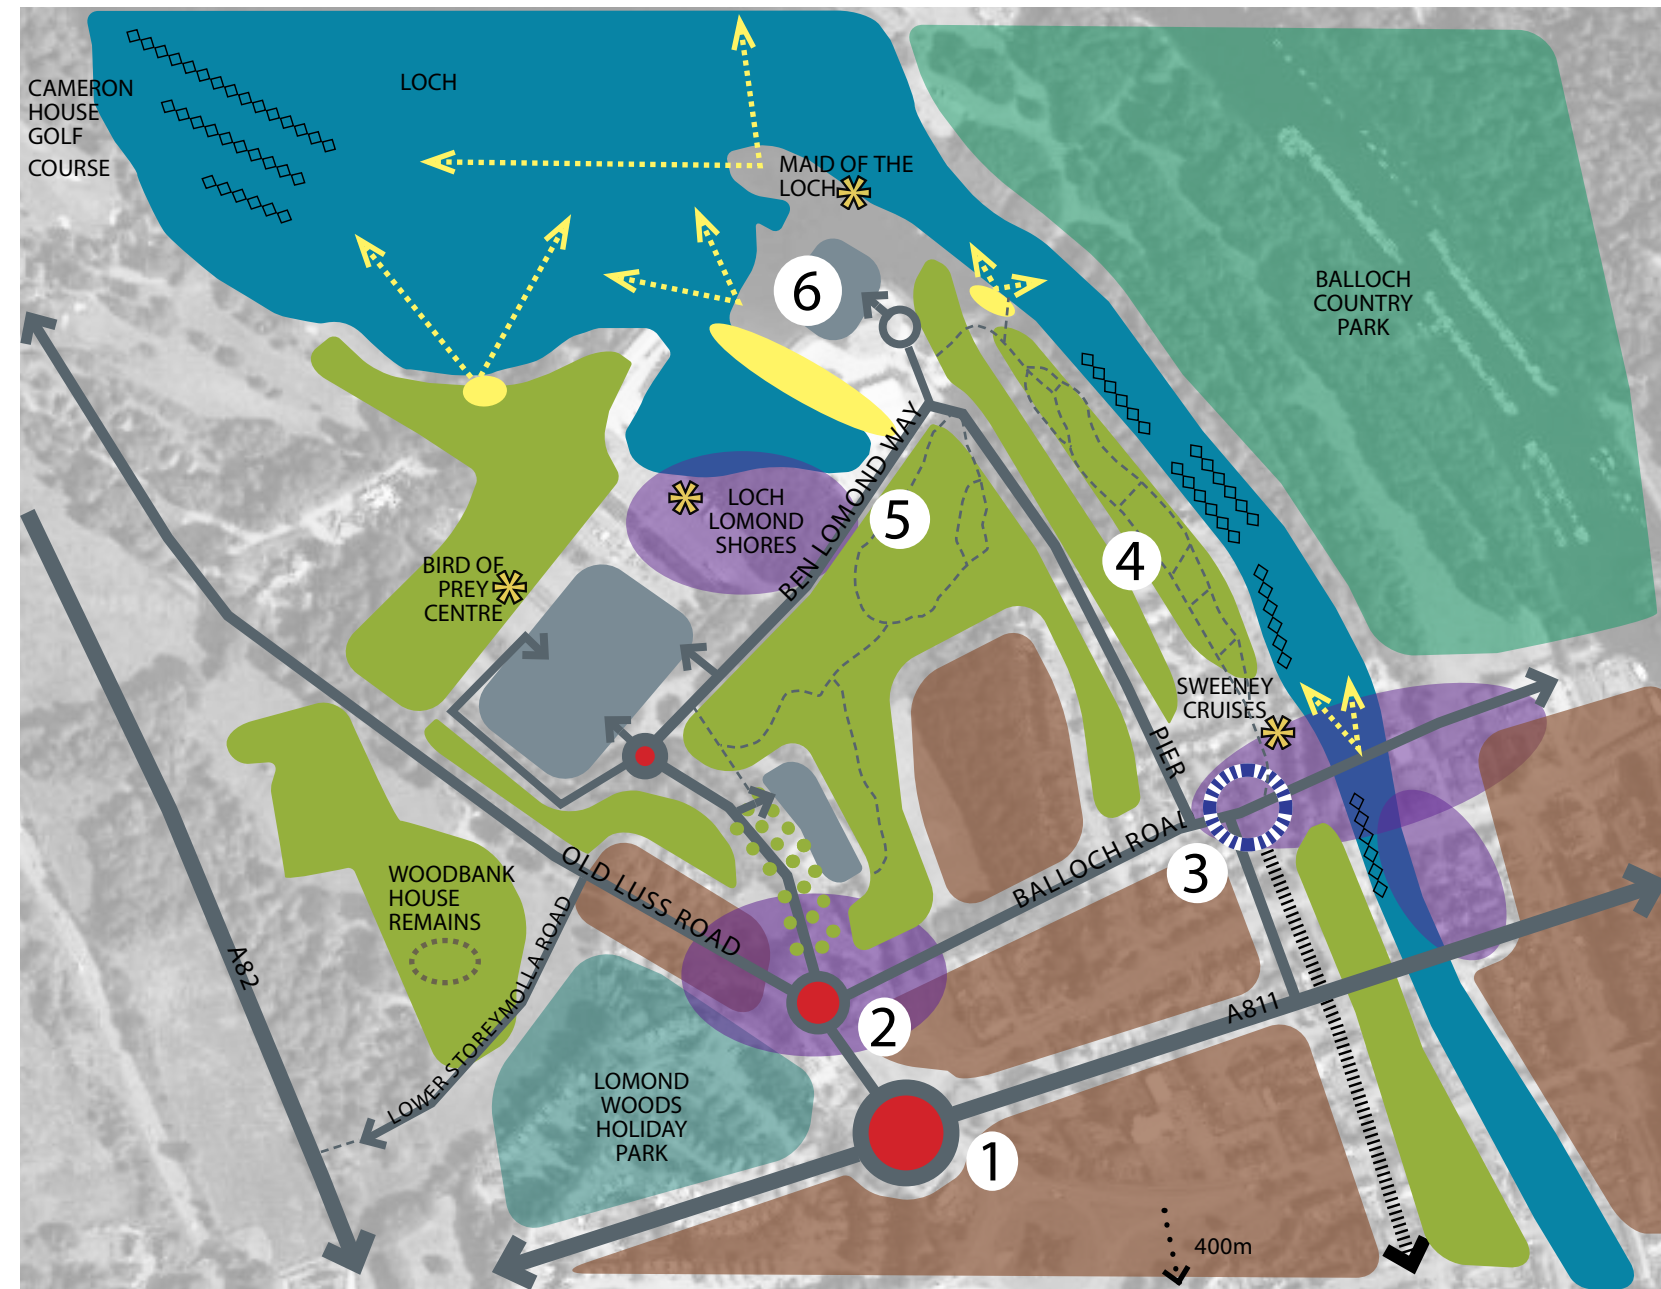 LOCH
CAMERON
HOUSE
GOLF
COURSE
MAID OF THE
LOCH
6
BALLOCH
COUNTRY
PARK
BEN LOMOND WAY
LOCH
LOMOND
SHORES
5
4
BIRD OF
PREY
CENTRE
SWEENEY
CRUISES
PIER
BALLOCH ROAD
3
OLD LUSS ROAD
WOODBANK
HOUSE
REMAINS
A82
LOWER STOREYMOLLA ROAD
2
A811
LOMOND
WOODS
HOLIDAY
PARK
1
400m